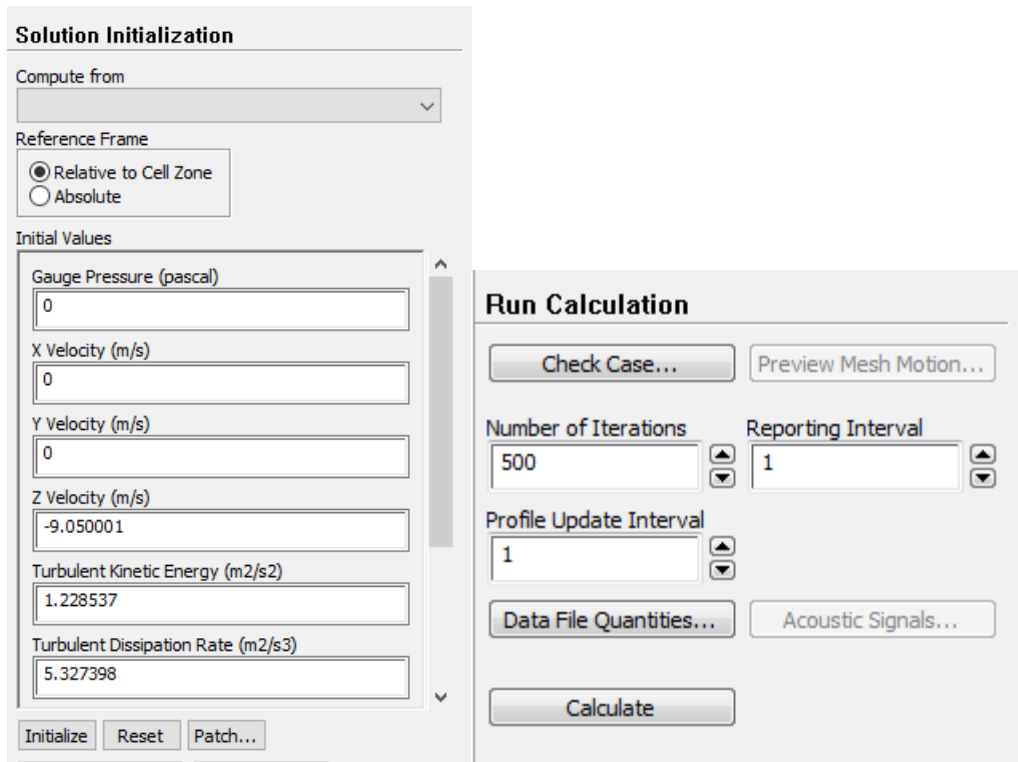 Solution Initialization
Compute from
Reference Frame
Relative to Cell Zone
Absolute
Initial Values
Gauge Pressure (pascal)
0
X Velocity (m/s)
0
Y Velocity (m/s)
0
Z Velocity (m/s)
-9.050001
Turbulent Kinetic Energy (m2/s2)
1.228537
Turbulent Dissipation Rate (m2/s3)
5.327398
Initialize Reset Patch...
Run Calculation
Check Case... Preview Mesh Motion...
Number of Iterations Reporting Interval
500 1
Profile Update Interval
1
Data File Quantities... Acoustic Signals...
Calculate